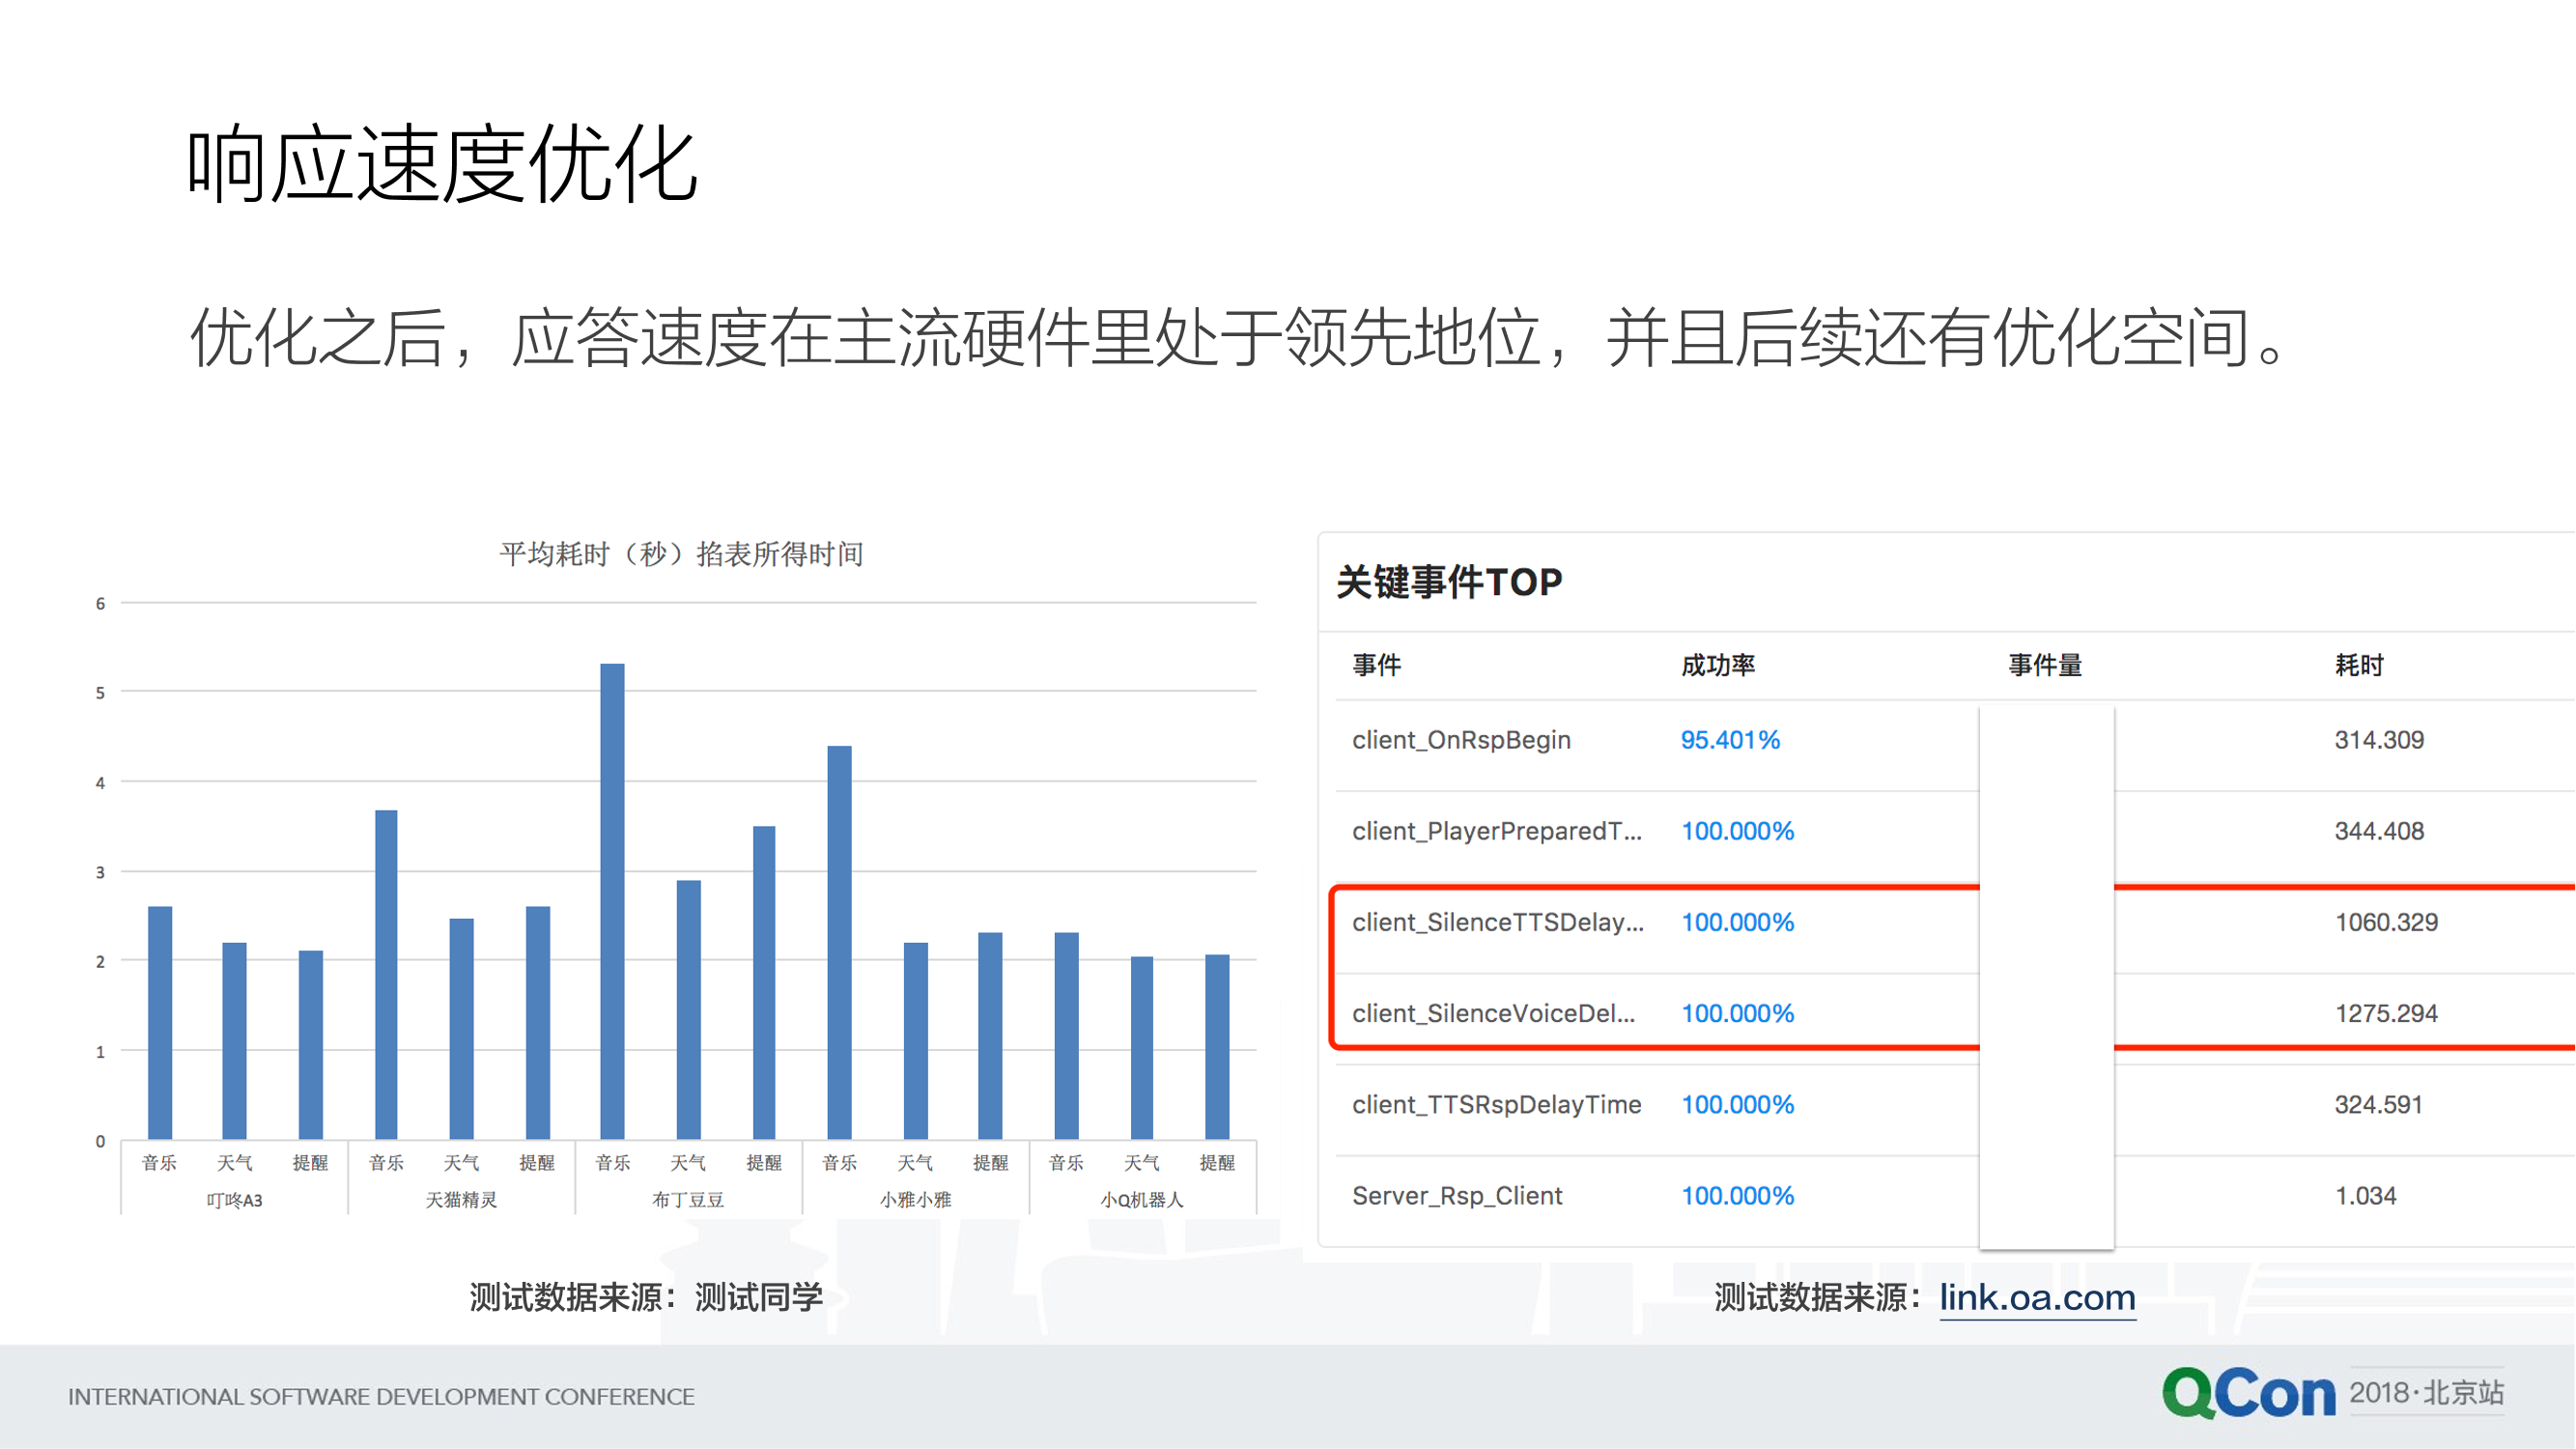 响应速度优化
优化之后，应答速度在主流硬件里处于领先地位，并且后续还有优化空间。
平均耗时（秒）掐表所得时间
6
5
4
3
2
1
0
音乐 天气 提醒 音乐 天气 提醒 音乐 天气 提醒 音乐 天气 提醒 音乐 天气 提醒
叮咚A3 天猫精灵 布丁豆豆 小雅小雅 小Q机器人
测试数据来源：测试同学
关键事件TOP
事件 成功率 事件量 耗时
client_OnRspBegin 95.401% 314.309
client_PlayerPreparedT... 100.000% 344.408
client_SilenceTTSDelay... 100.000% 1060.329
client_SilenceVoiceDel... 100.000% 1275.294
client_TTSRspDelayTime 100.000% 324.591
Server_Rsp_Client 100.000% 1.034
测试数据来源：link.oa.com
INTERNATIONAL SOFTWARE DEVELOPMENT CONFERENCE
QCon 2018·北京站